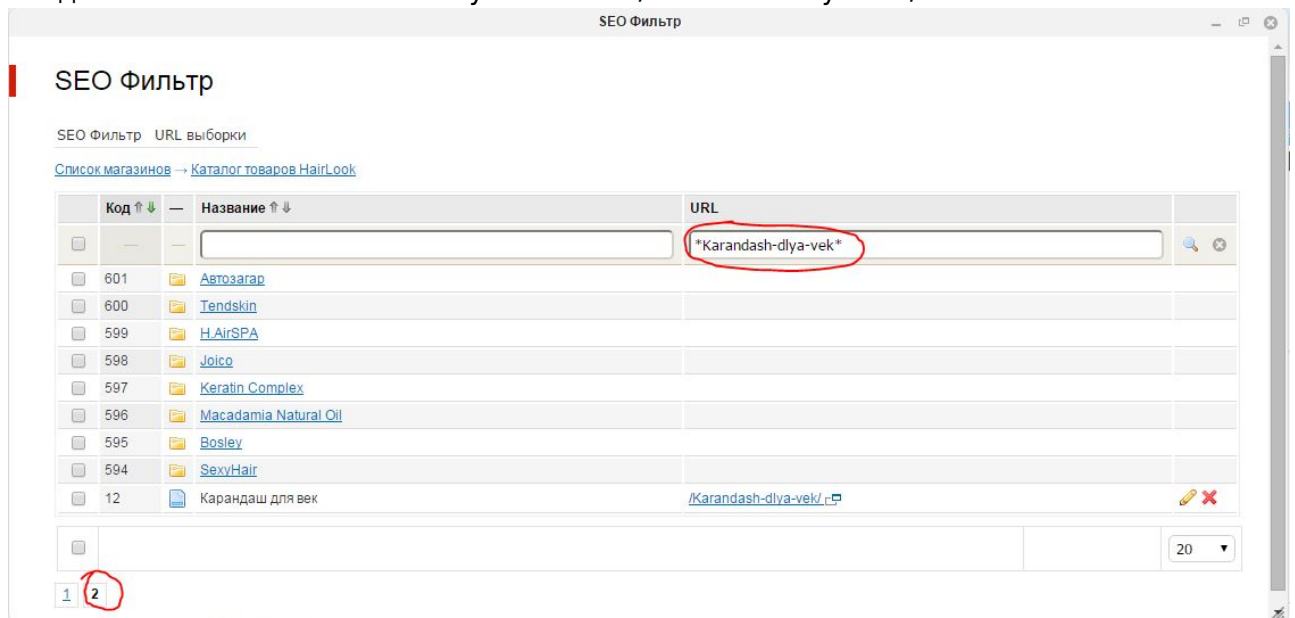 SEO Фильтр
SEO Фильтр
SEO Фильтр URL выборки
Список магазинов → Каталог товаров HairLook
Код ⇑ ⇓ — Название ⇑ ⇓ URL
— — *Karandash-dlya-vek*
601 Автозагар
600 Tendskin
599 H.AirSPA
598 Joico
597 Keratin Complex
596 Macadamia Natural Oil
595 Bosley
594 SexyHair
12 Карандаш для век /Karandash-dlya-vek/
20
1 2